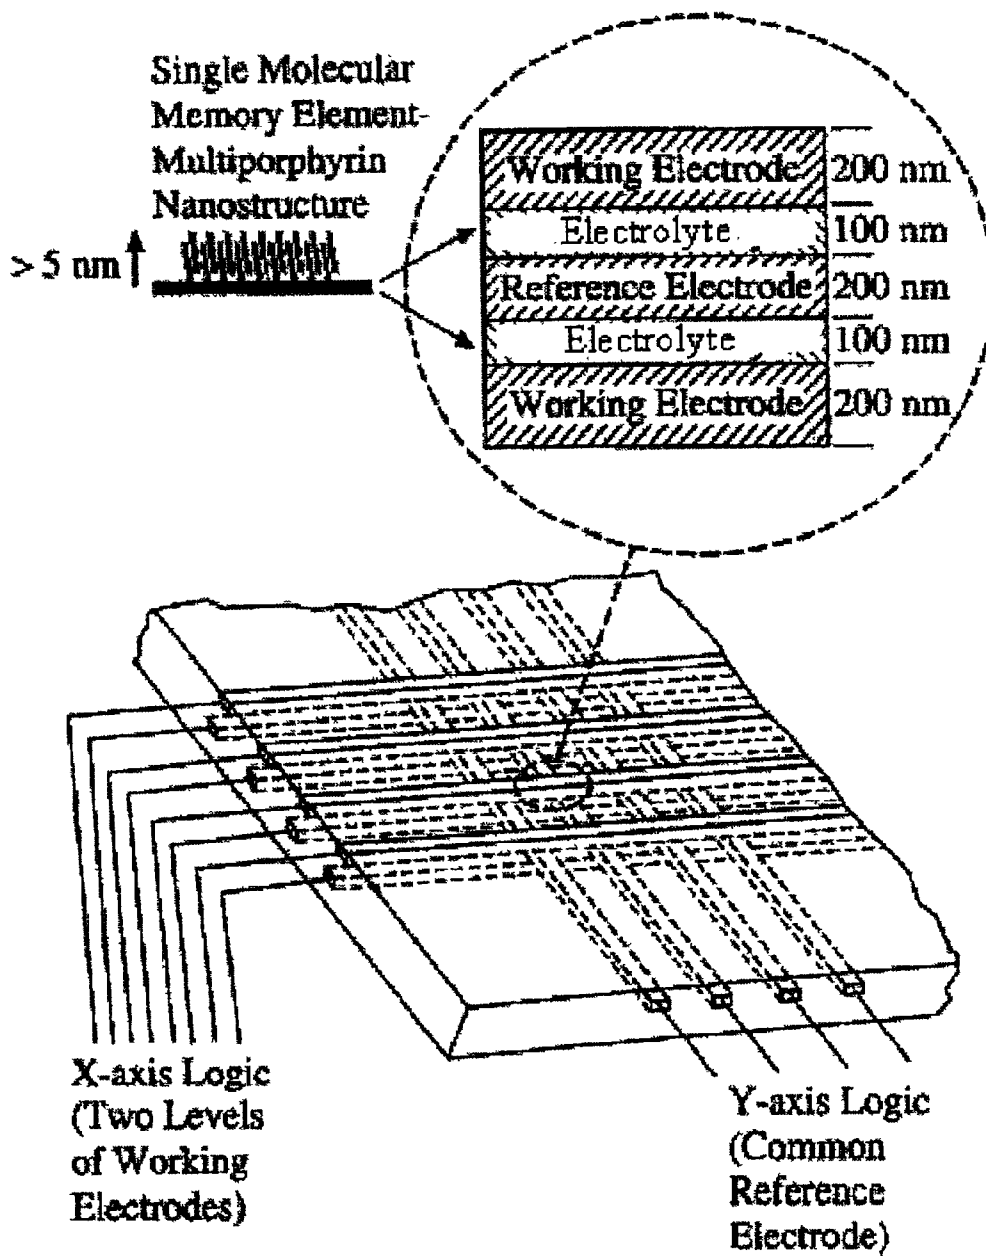 Single Molecular
Memory Element-
Multiporphyrin
Nanostructure
> 5 nm
Working Electrode 200 nm
Electrolyte 100 nm
Reference Electrode 200 nm
Electrolyte 100 nm
Working Electrode 200 nm
X-axis Logic
(Two Levels
of Working
Electrodes)
Y-axis Logic
(Common
Reference
Electrode)